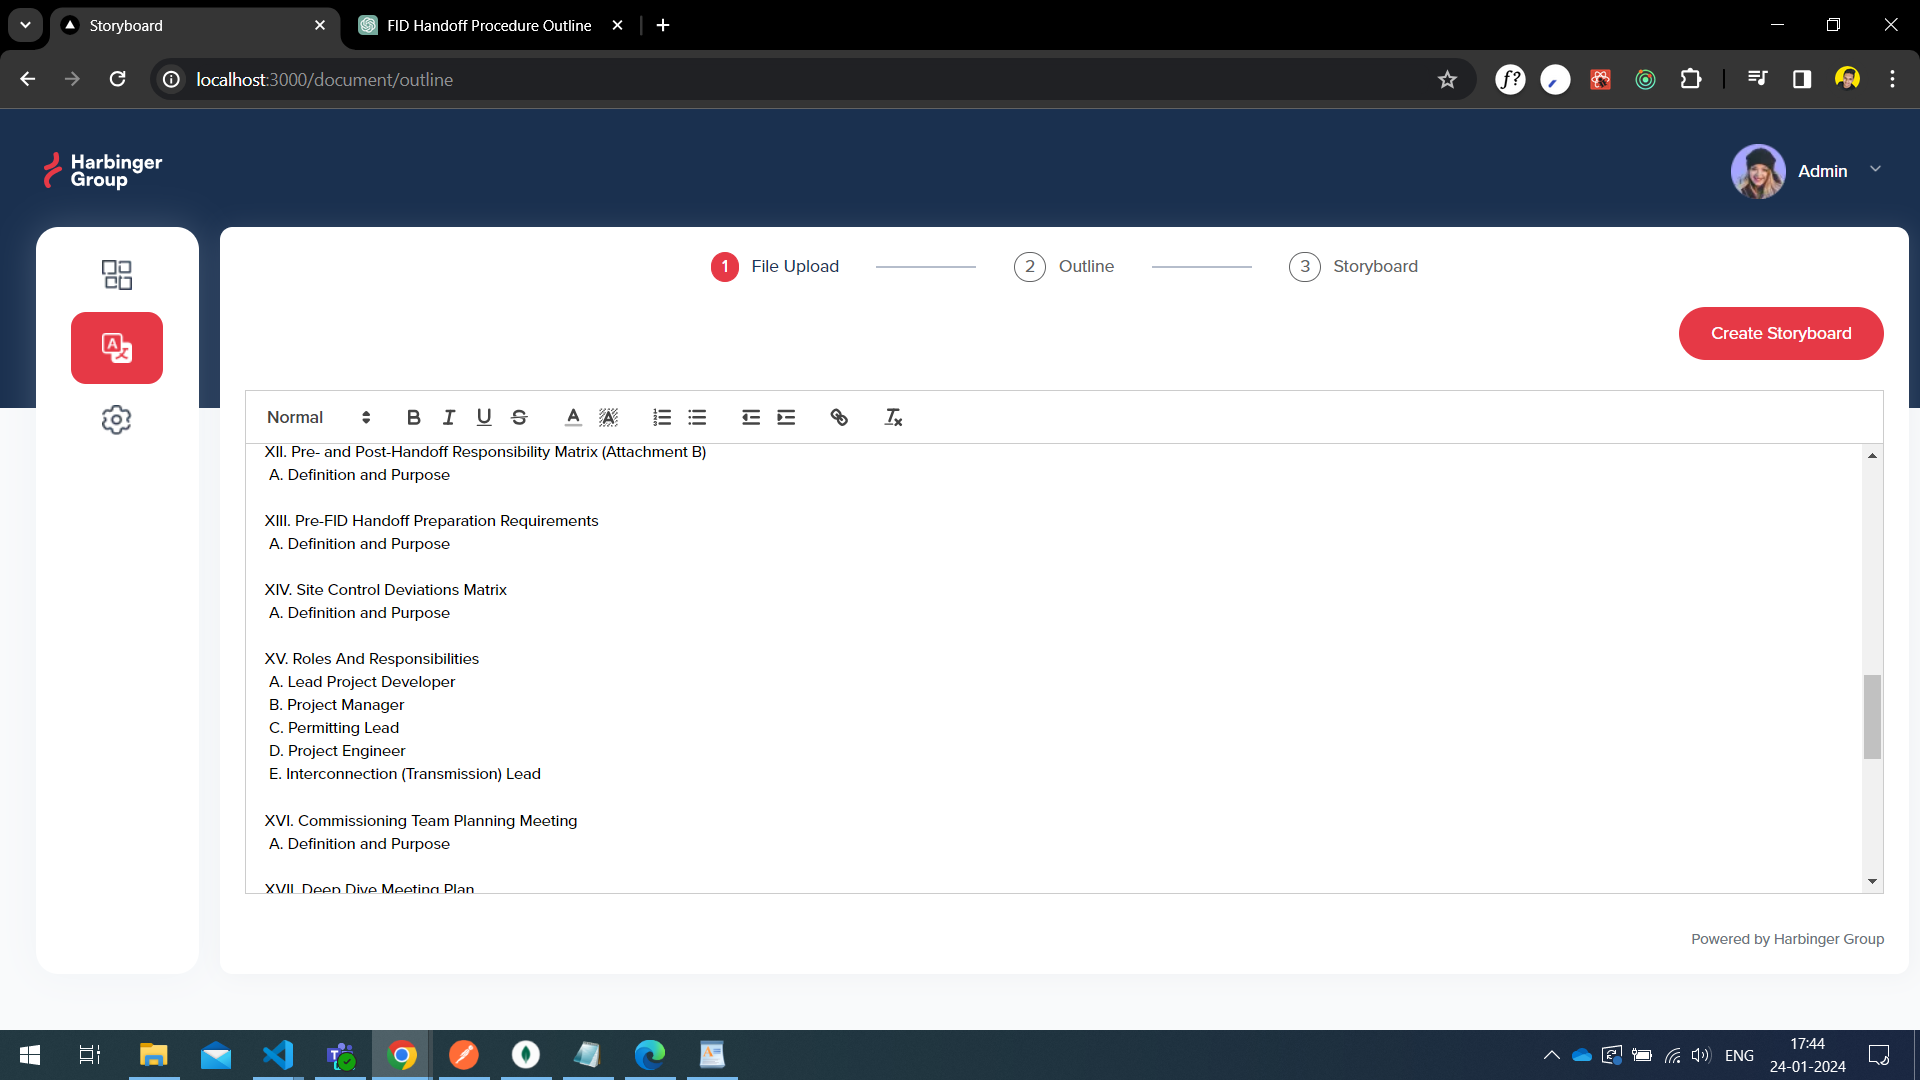 Storyboard
FID Handoff Procedure Outline
localhost:3000/document/outline
f?
Harbinger
Group
Admin
1 File Upload
2 Outline
3 Storyboard
Create Storyboard
Normal
XII. Pre- and Post-Handoff Responsibility Matrix (Attachment B)
A. Definition and Purpose
XIII. Pre-FID Handoff Preparation Requirements
A. Definition and Purpose
XIV. Site Control Deviations Matrix
A. Definition and Purpose
XV. Roles And Responsibilities
A. Lead Project Developer
B. Project Manager
C. Permitting Lead
D. Project Engineer
E. Interconnection (Transmission) Lead
XVI. Commissioning Team Planning Meeting
A. Definition and Purpose
XVII. Deep Dive Meeting Plan
Powered by Harbinger Group
ENG
17:44
24-01-2024